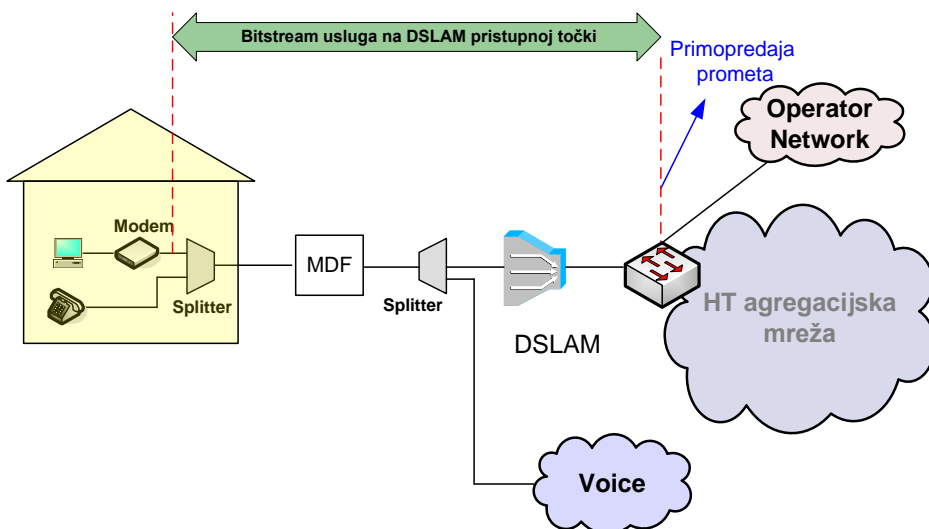 Bitstream usluga na DSLAM pristupnoj točki
Primopredaja
prometa
Operator
Network
Modem
Splitter
MDF
Splitter
DSLAM
HT agregacijska
mreža
Voice